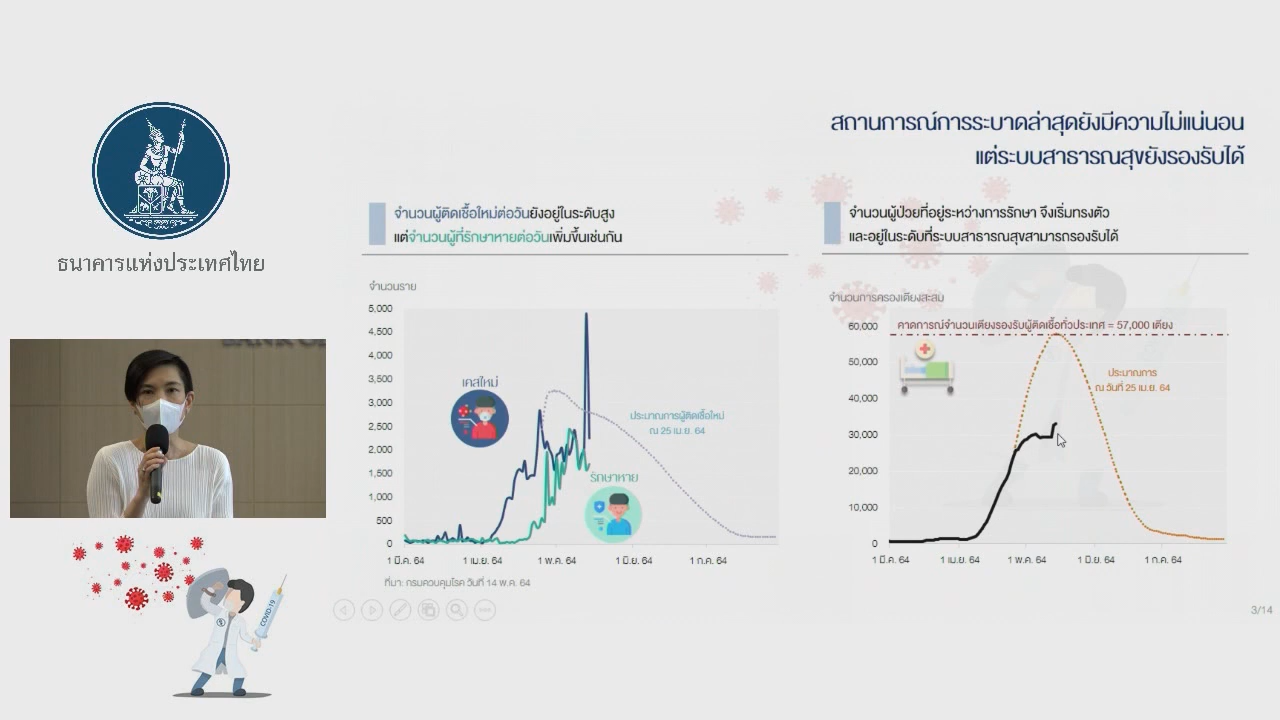 ธนาคารแห่งประเทศไทย
COVID-19
สถานการณ์การระบาดล่าสุดยังมีความไม่แน่นอน
แต่ระบบสาธารณสุขยังรองรับได้
จำนวนผู้ติดเชื้อใหม่ต่อวันยังอยู่ในระดับสูง
แต่จำนวนผู้ที่รักษาหายต่อวันเพิ่มขึ้นเช่นกัน
จำนวนราย
5,000
4,500
4,000
3,500
3,000
2,500
2,000
1,500
1,000
500
0
เคสใหม่
ประมาณการผู้ติดเชื้อใหม่
ณ 25 เม.ย. 64
รักษาหาย
1 มี.ค. 64 1 เม.ย. 64 1 พ.ค. 64 1 มิ.ย. 64 1 ก.ค. 64
ที่มา: กรมควบคุมโรค วันที่ 14 พ.ค. 64
จำนวนผู้ป่วยที่อยู่ระหว่างการรักษา จึงเริ่มทรงตัว
และอยู่ในระดับที่ระบบสาธารณสุขสามารถรองรับได้
จำนวนการครองเตียงสะสม
60,000
50,000
40,000
30,000
20,000
10,000
0
คาดการณ์จำนวนเตียงรองรับผู้ติดเชื้อทั่วประเทศ = 57,000 เตียง
ประมาณการ
ณ วันที่ 25 เม.ย. 64
1 มี.ค. 64 1 เม.ย. 64 1 พ.ค. 64 1 มิ.ย. 64 1 ก.ค. 64
3/14